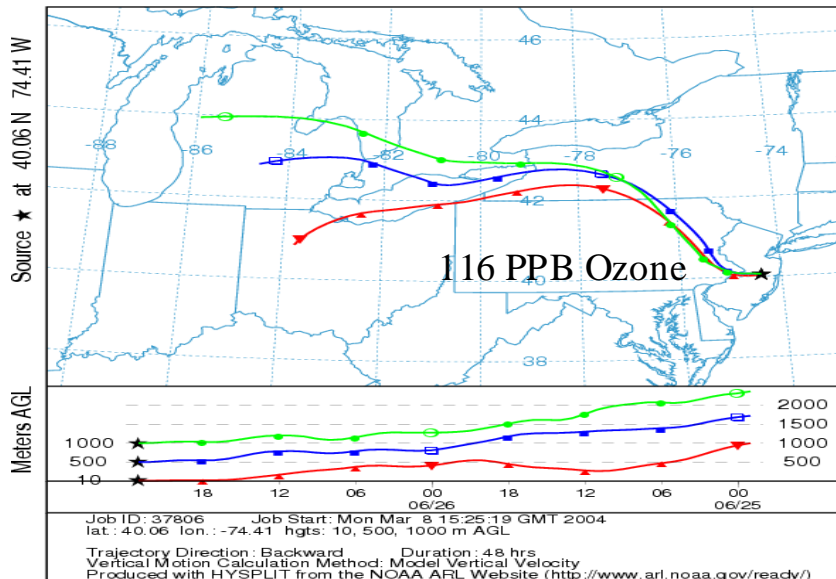 Source ★ at 40.06 N 74.41 W
46
44
-88
-86
-84
-82
-80
-78
-76
-74
42
116 PPB Ozone
40
38
Meters AGL
1000
500
10
2000
1500
1000
500
18 12 06 00 18 12 06 00
06/26 06/25
Job ID: 37806 Job Start: Mon Mar 8 15:25:19 GMT 2004
lat.: 40.06 lon.: -74.41 hgts: 10, 500, 1000 m AGL
Trajectory Direction: Backward Duration: 48 hrs
Vertical Motion Calculation Method: Model Vertical Velocity
Produced with HYSPLIT from the NOAA ARL Website (http://www.arl.noaa.gov/ready/)